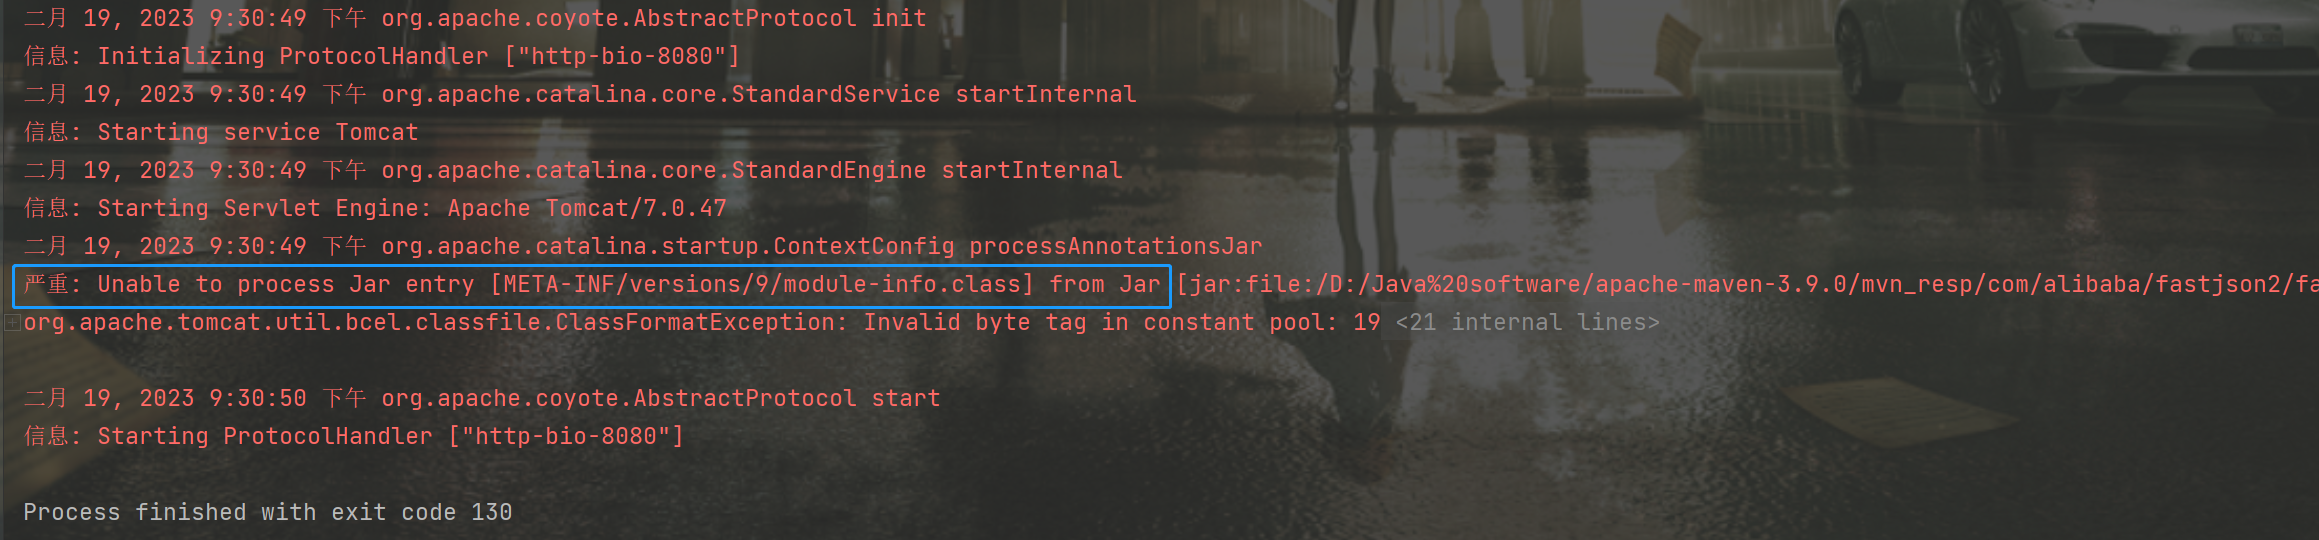 二月 19, 2023 9:30:49 下午 org.apache.coyote.AbstractProtocol init
信息: Initializing ProtocolHandler ["http-bio-8080"]
二月 19, 2023 9:30:49 下午 org.apache.catalina.core.StandardService startInternal
信息: Starting service Tomcat
二月 19, 2023 9:30:49 下午 org.apache.catalina.core.StandardEngine startInternal
信息: Starting Servlet Engine: Apache Tomcat/7.0.47
二月 19, 2023 9:30:49 下午 org.apache.catalina.startup.ContextConfig processAnnotationsJar
严重: Unable to process Jar entry [META-INF/versions/9/module-info.class] from Jar [jar:file:/D:/Java%20software/apache-maven-3.9.0/mvn_resp/com/alibaba/fastjson2/fa
org.apache.tomcat.util.bcel.classfile.ClassFormatException: Invalid byte tag in constant pool: 19 <21 internal lines>
二月 19, 2023 9:30:50 下午 org.apache.coyote.AbstractProtocol start
信息: Starting ProtocolHandler ["http-bio-8080"]
Process finished with exit code 130